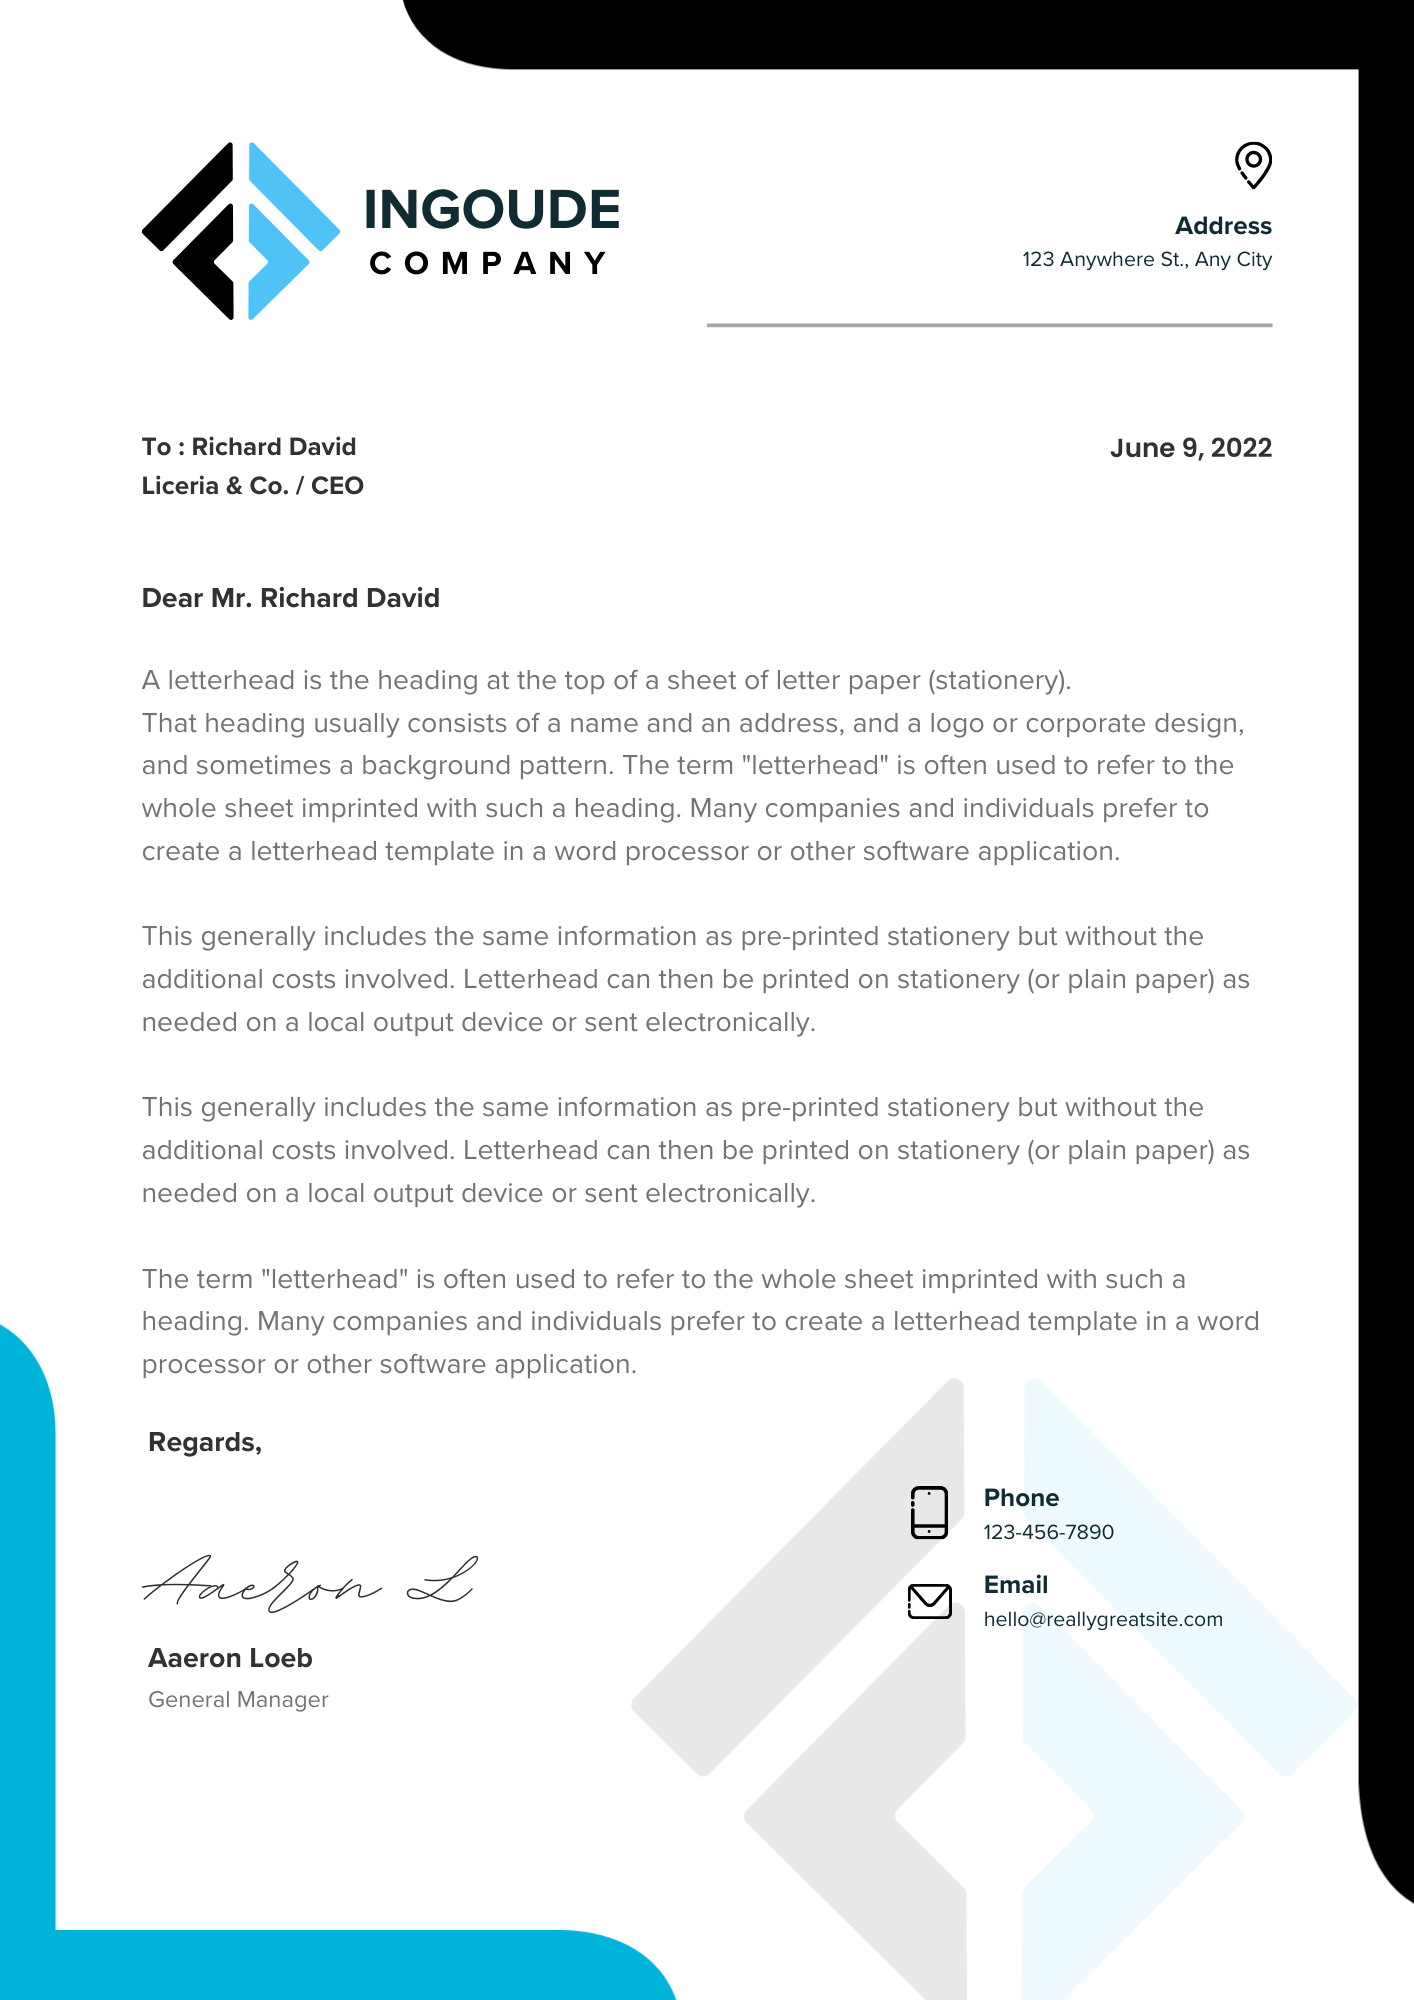 INGOUDE
COMPANY
Address
123 Anywhere St., Any City
To : Richard David
Liceria & Co. / CEO
June 9, 2022
Dear Mr. Richard David
A letterhead is the heading at the top of a sheet of letter paper (stationery).
That heading usually consists of a name and an address, and a logo or corporate design,
and sometimes a background pattern. The term "letterhead" is often used to refer to the
whole sheet imprinted with such a heading. Many companies and individuals prefer to
create a letterhead template in a word processor or other software application.
This generally includes the same information as pre-printed stationery but without the
additional costs involved. Letterhead can then be printed on stationery (or plain paper) as
needed on a local output device or sent electronically.
This generally includes the same information as pre-printed stationery but without the
additional costs involved. Letterhead can then be printed on stationery (or plain paper) as
needed on a local output device or sent electronically.
The term "letterhead" is often used to refer to the whole sheet imprinted with such a
heading. Many companies and individuals prefer to create a letterhead template in a word
processor or other software application.
Regards,
Aaeron L
Aaeron Loeb
General Manager
Phone
123-456-7890
Email
hello@reallygreatsite.com